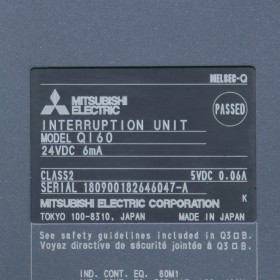 MELSEC-Q
MITSUBISHI
ELECTRIC
PASSED
INTERRUPTION UNIT
MODEL QI60
24VDC 6mA
CLASS2 5VDC 0.06A
SERIAL 180900182646047-A
K
MITSUBISHI ELECTRIC CORPORATION
TOKYO 100-8310, JAPAN MADE IN JAPAN
See safety guidelines included in Q3□B.
Voyez directive de sécurité jointée à Q3□B.
IND. CONT. EQ. 80M1